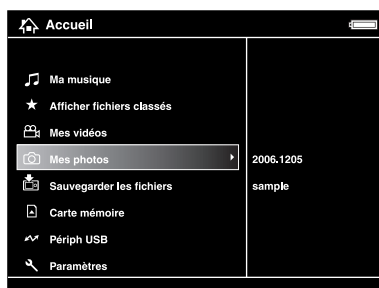 Accueil
Ma musique
Afficher fichiers classés
Mes vidéos
Mes photos
2006.1205
Sauvegarder les fichiers
sample
Carte mémoire
Périph USB
Paramètres